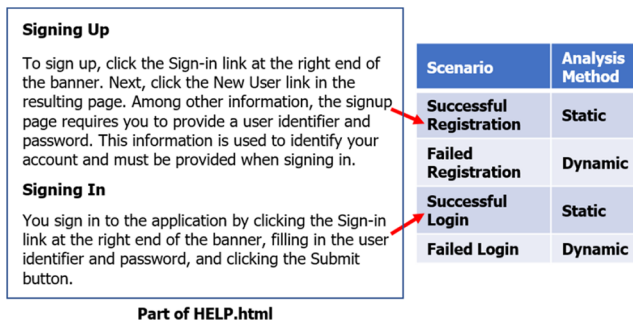 Signing Up
To sign up, click the Sign-in link at the right end of
the banner. Next, click the New User link in the
resulting page. Among other information, the signup
page requires you to provide a user identifier and
password. This information is used to identify your
account and must be provided when signing in.
Signing In
You sign in to the application by clicking the Sign-in
link at the right end of the banner, filling in the user
identifier and password, and clicking the Submit
button.
Part of HELP.html
Scenario Analysis Method
Successful Registration Static
Failed Registration Dynamic
Successful Login Static
Failed Login Dynamic